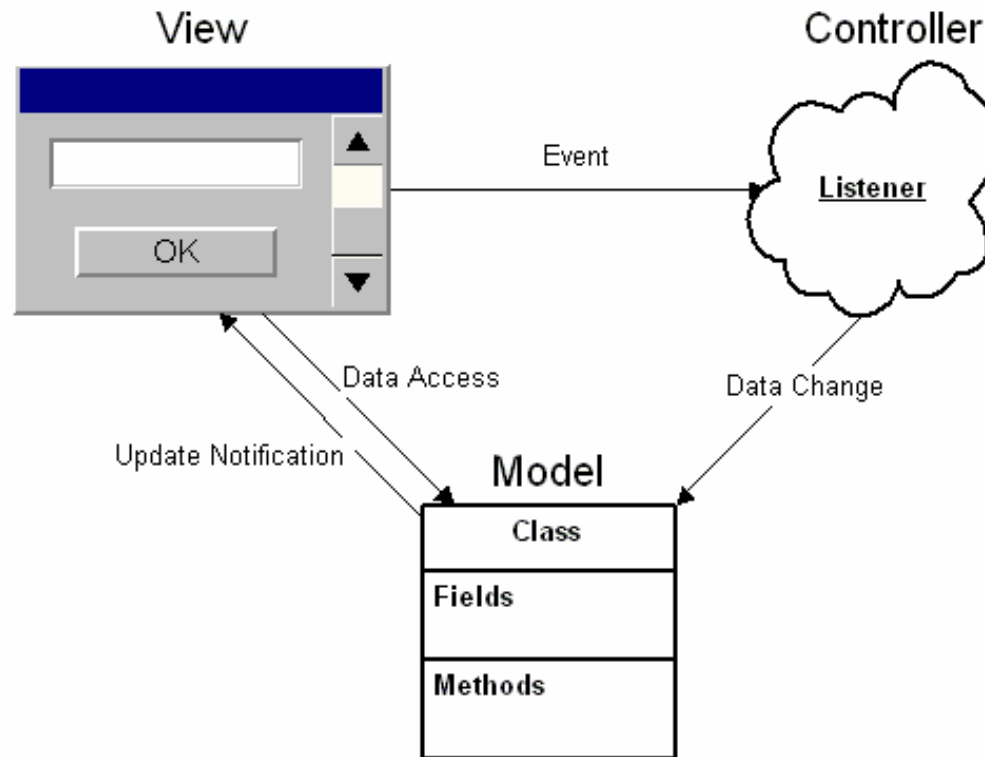 View
Controller
Event
Listener
OK
Data Access
Data Change
Update Notification
Model
Class
Fields
Methods